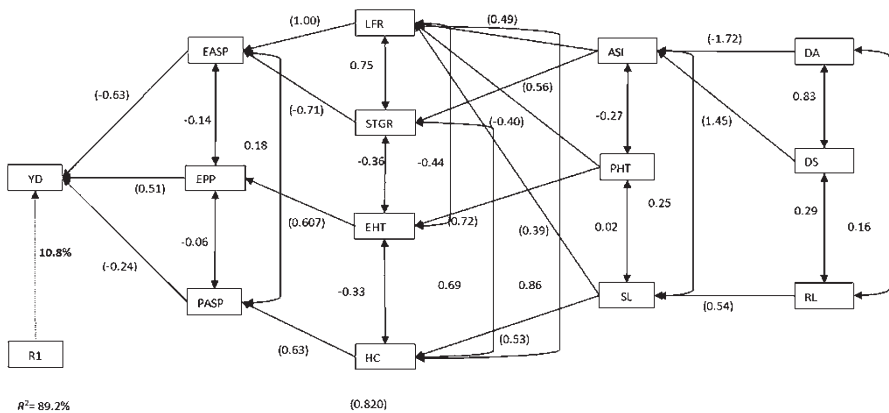 (1.00) LFR (0.49)
EASP ASI (-1.72) DA
0.75
(-0.63) (-0.71) (0.56) 0.83
-0.14 STGR (-0.40) -0.27 (1.45)
0.18
-0.36 -0.44
YD EPP PHT DS
(0.51) 0.25
(0.607) EHT (0.72) (0.39) 0.02 0.29 0.16
10.8% -0.06
(-0.24) -0.33 0.69 0.86
PASP SL RL
(0.54)
(0.63) (0.53)
R1 HC
R²= 89.2% (0.820)